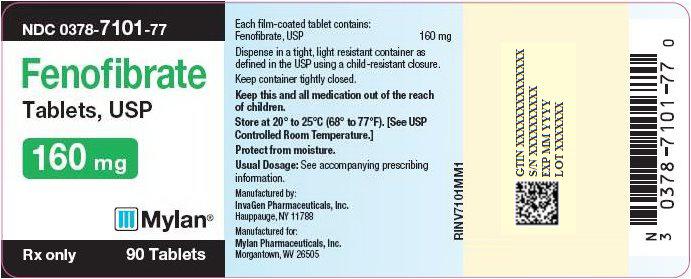 NDC 0378-7101-77
Fenofibrate
Tablets, USP
160 mg
Mylan®
Rx only 90 Tablets
Each film-coated tablet contains:
Fenofibrate, USP 160 mg
Dispense in a tight, light resistant container as
defined in the USP using a child-resistant closure.
Keep container tightly closed.
Keep this and all medication out of the reach
of children.
Store at 20° to 25°C (68° to 77°F). [See USP
Controlled Room Temperature.]
Protect from moisture.
Usual Dosage: See accompanying prescribing
information.
Manufactured by:
InvaGen Pharmaceuticals, Inc.
Hauppauge, NY 11788
Manufactured for:
Mylan Pharmaceuticals, Inc.
Morgantown, WV 26505
RINV7101MM1
GTIN XXXXXXXXXXXXXX
S/N XXXXXXXXXX
EXP MM YYYY
LOT XXXXXXX
N
3 0378-7101-77 0